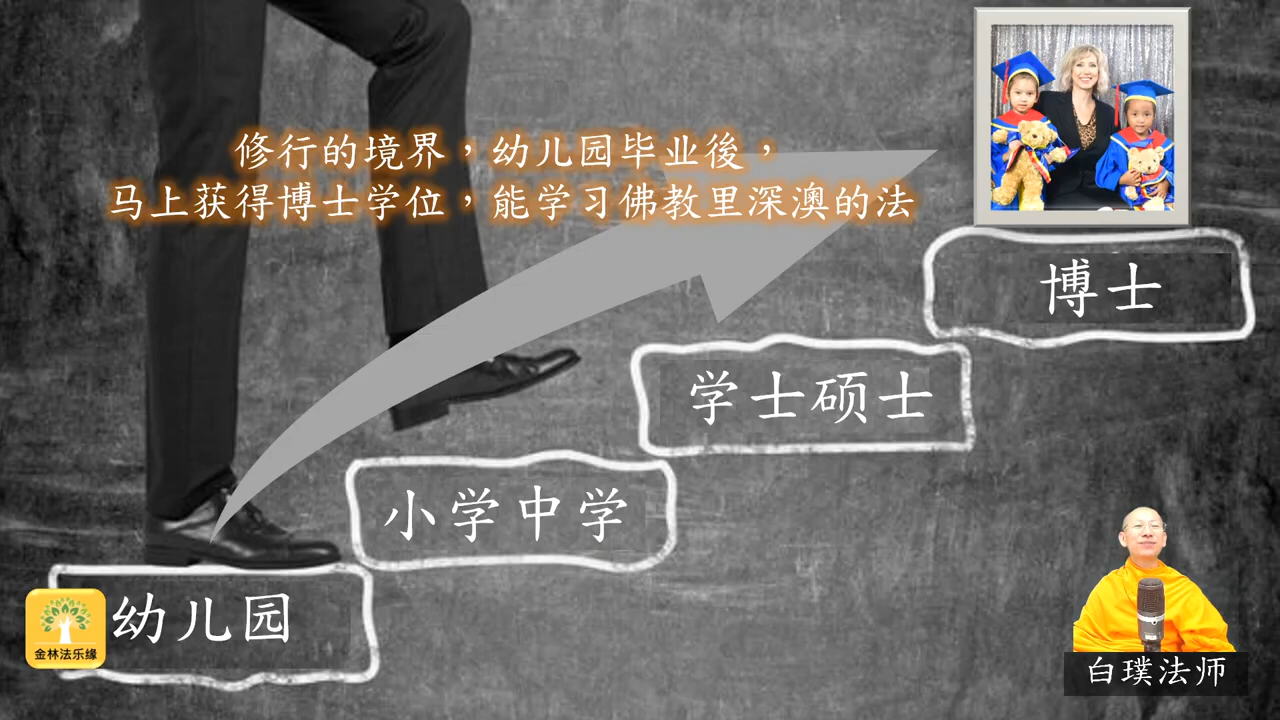 修行的境界，幼儿园毕业後，
马上获得博士学位，能学习佛教里深澳的法
博士
学士硕士
小学中学
幼儿园
金林法乐缘
白璞法师